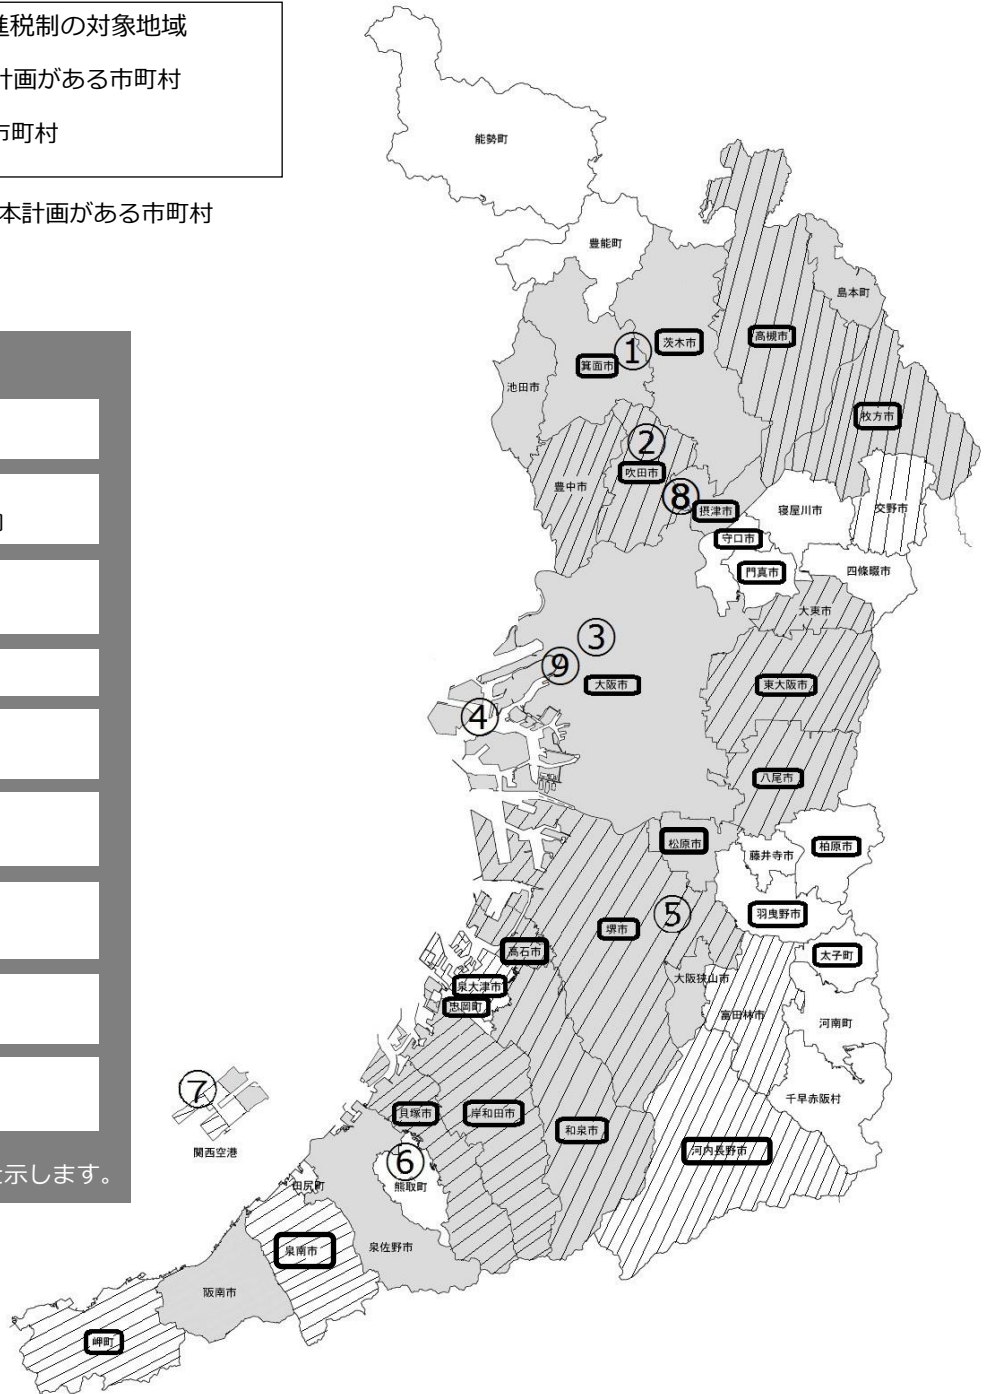 進税制の対象地域
計画がある市町村
市町村
本計画がある市町村
能勢町
豊能町
島本町
高槻市
茨木市
①
箕面市
池田市
枚方市
②
吹田市
豊中市
⑧
摂津市
寝屋川市
交野市
守口市
門真市
四條畷市
大東市
③
⑨
大阪市
東大阪市
④
八尾市
松原市
柏原市
藤井寺市
⑤
羽曳野市
堺市
高石市
太子町
大阪狭山市
泉大津市
忠岡町
富田林市
河南町
⑦
千早赤阪村
貝塚市
岸和田市
和泉市
関西空港
河内長野市
⑥
熊取町
田尻町
泉南市
泉佐野市
阪南市
岬町
示します。